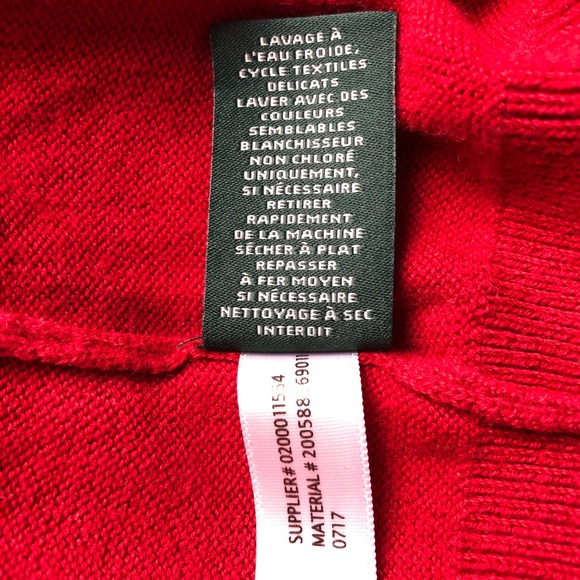 LAVAGE À
L'EAU FROIDE,
CYCLE TEXTILES
DELICATS
LAVER AVEC DES
COULEURS
SEMBLABLES
BLANCHISSEUR
NON CHLORÉ
UNIQUEMENT,
SI NÉCESSAIRE
RETIRER
RAPIDEMENT
DE LA MACHINE
SÉCHER À PLAT
REPASSER
À FER MOYEN
SI NÉCESSAIRE
NETTOYAGE À SEC
INTERDIT
SUPPLIER#
MATERIAL # 200588
0717